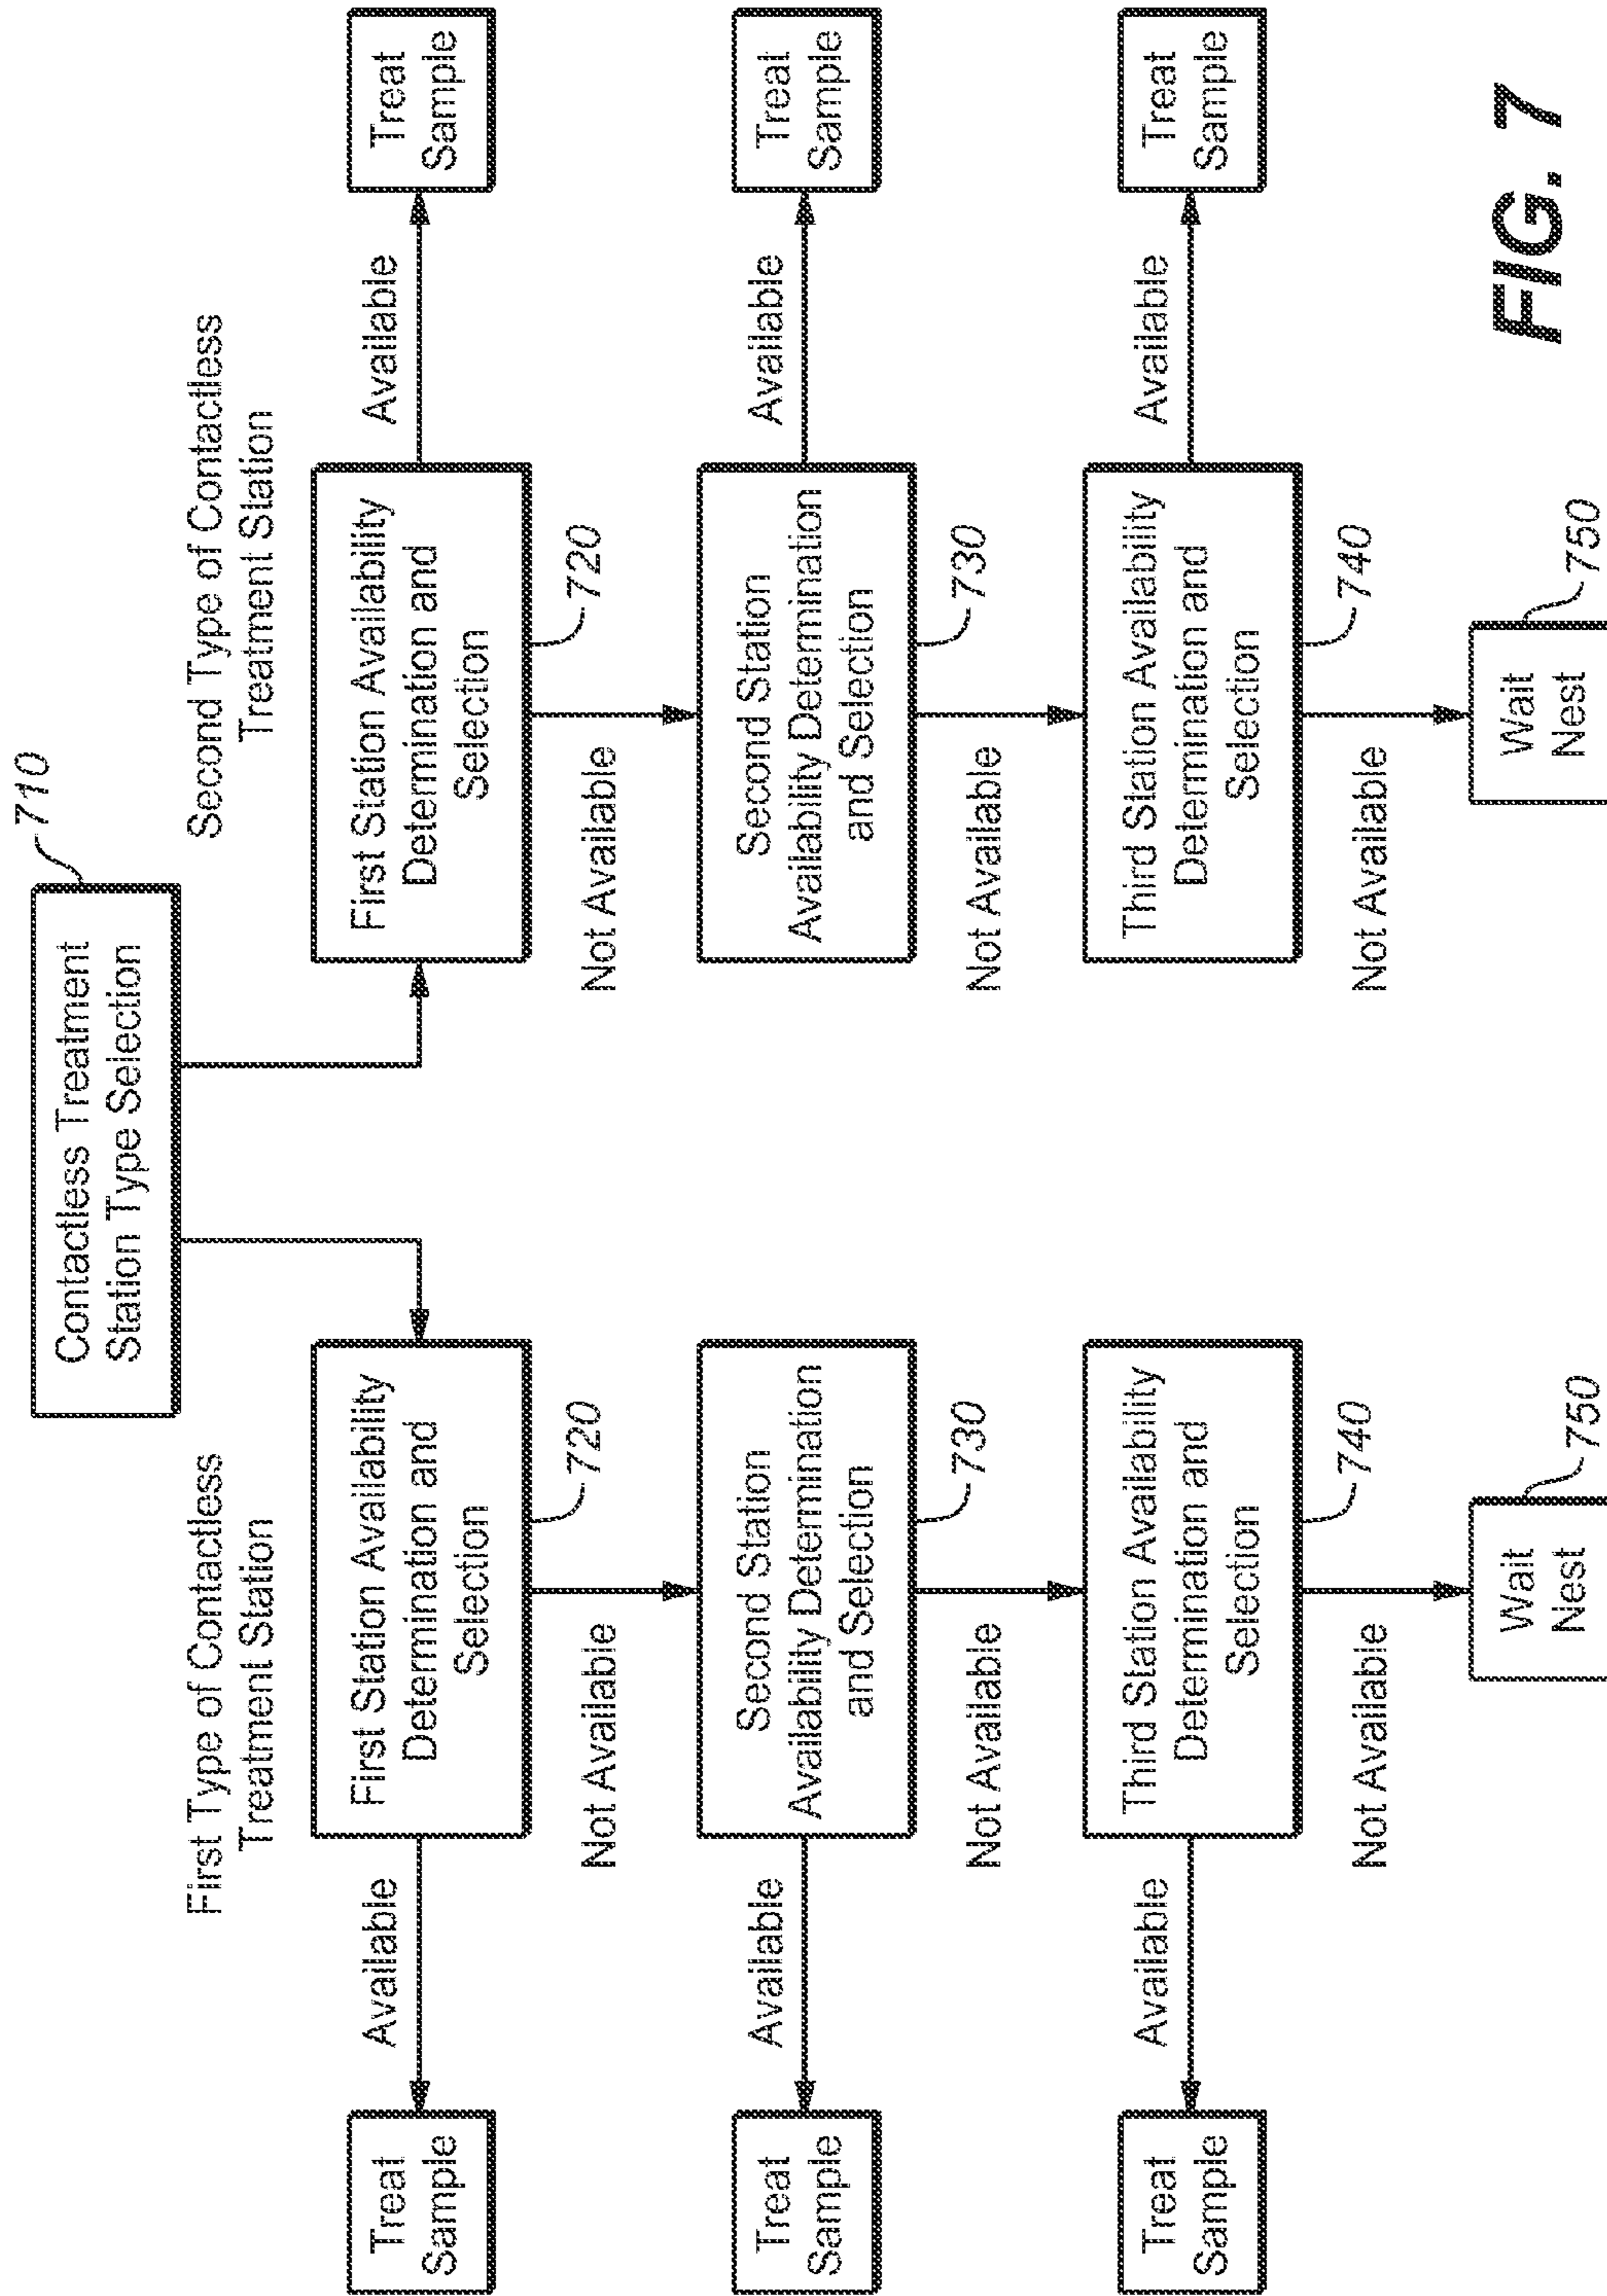 710
Contactless Treatment
Station Type Selection
First Type of Contactless
Treatment Station
Second Type of Contactless
Treatment Station
Treat
Sample
Available
First Station Availability
Determination and
Selection
720
First Station Availability
Determination and
Selection
720
Available
Treat
Sample
Not Available
Not Available
Treat
Sample
Available
Second Station
Availability Determination
and Selection
730
Second Station
Availability Determination
and Selection
730
Available
Treat
Sample
Not Available
Not Available
Treat
Sample
Available
Third Station Availability
Determination and
Selection
740
Third Station Availability
Determination and
Selection
740
Available
Treat
Sample
Not Available
Not Available
Wait
Nest
750
Wait
Nest
750
FIG. 7